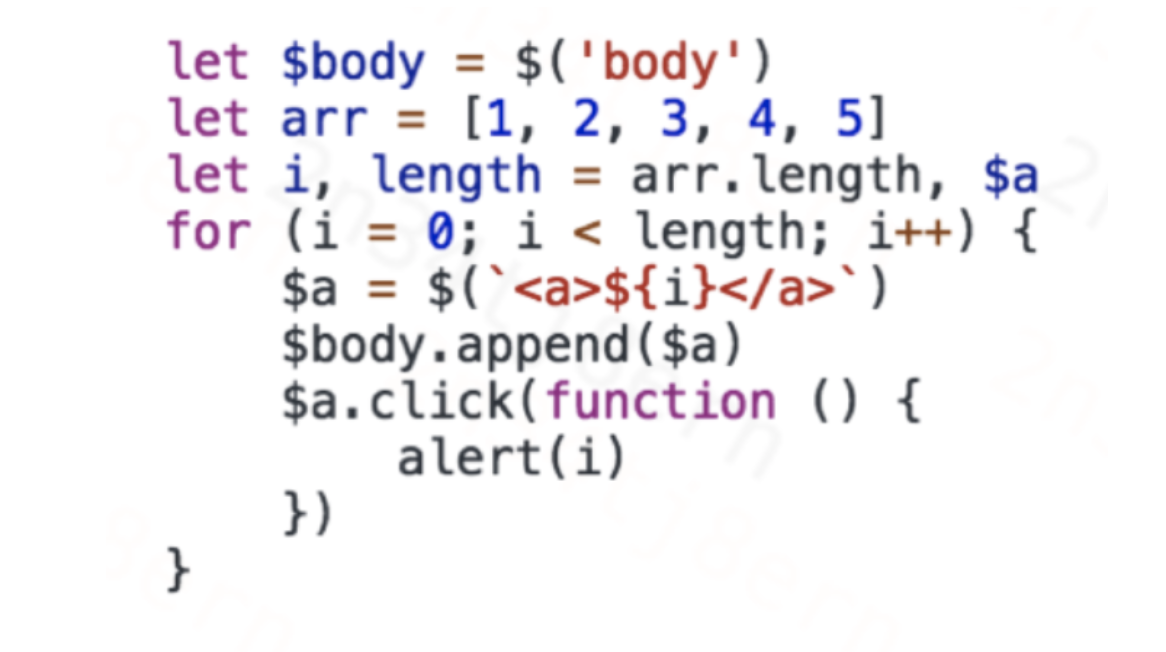 let $body = $('body')
let arr = [1, 2, 3, 4, 5]
let i, length = arr.length, $a
for (i = 0; i < length; i++) {
    $a = $(`<a>${i}</a>`)
    $body.append($a)
    $a.click(function () {
        alert(i)
    })
}